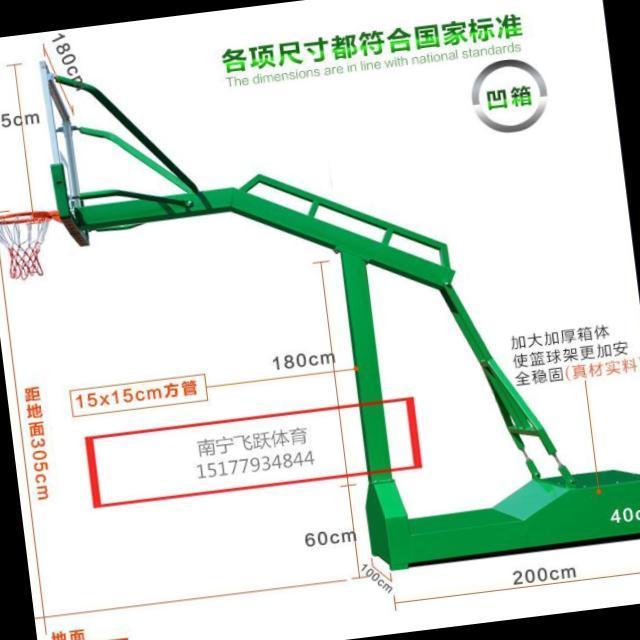 各项尺寸都符合国家标准
The dimensions are in line with national standards
凹箱
180c
5cm
180cm
15x15cm方管
加大加厚箱体
使篮球架更加安
全稳固(真材实料
距地面305cm
南宁飞跃体育
15177934844
60cm
40c
100cm
200cm
地面